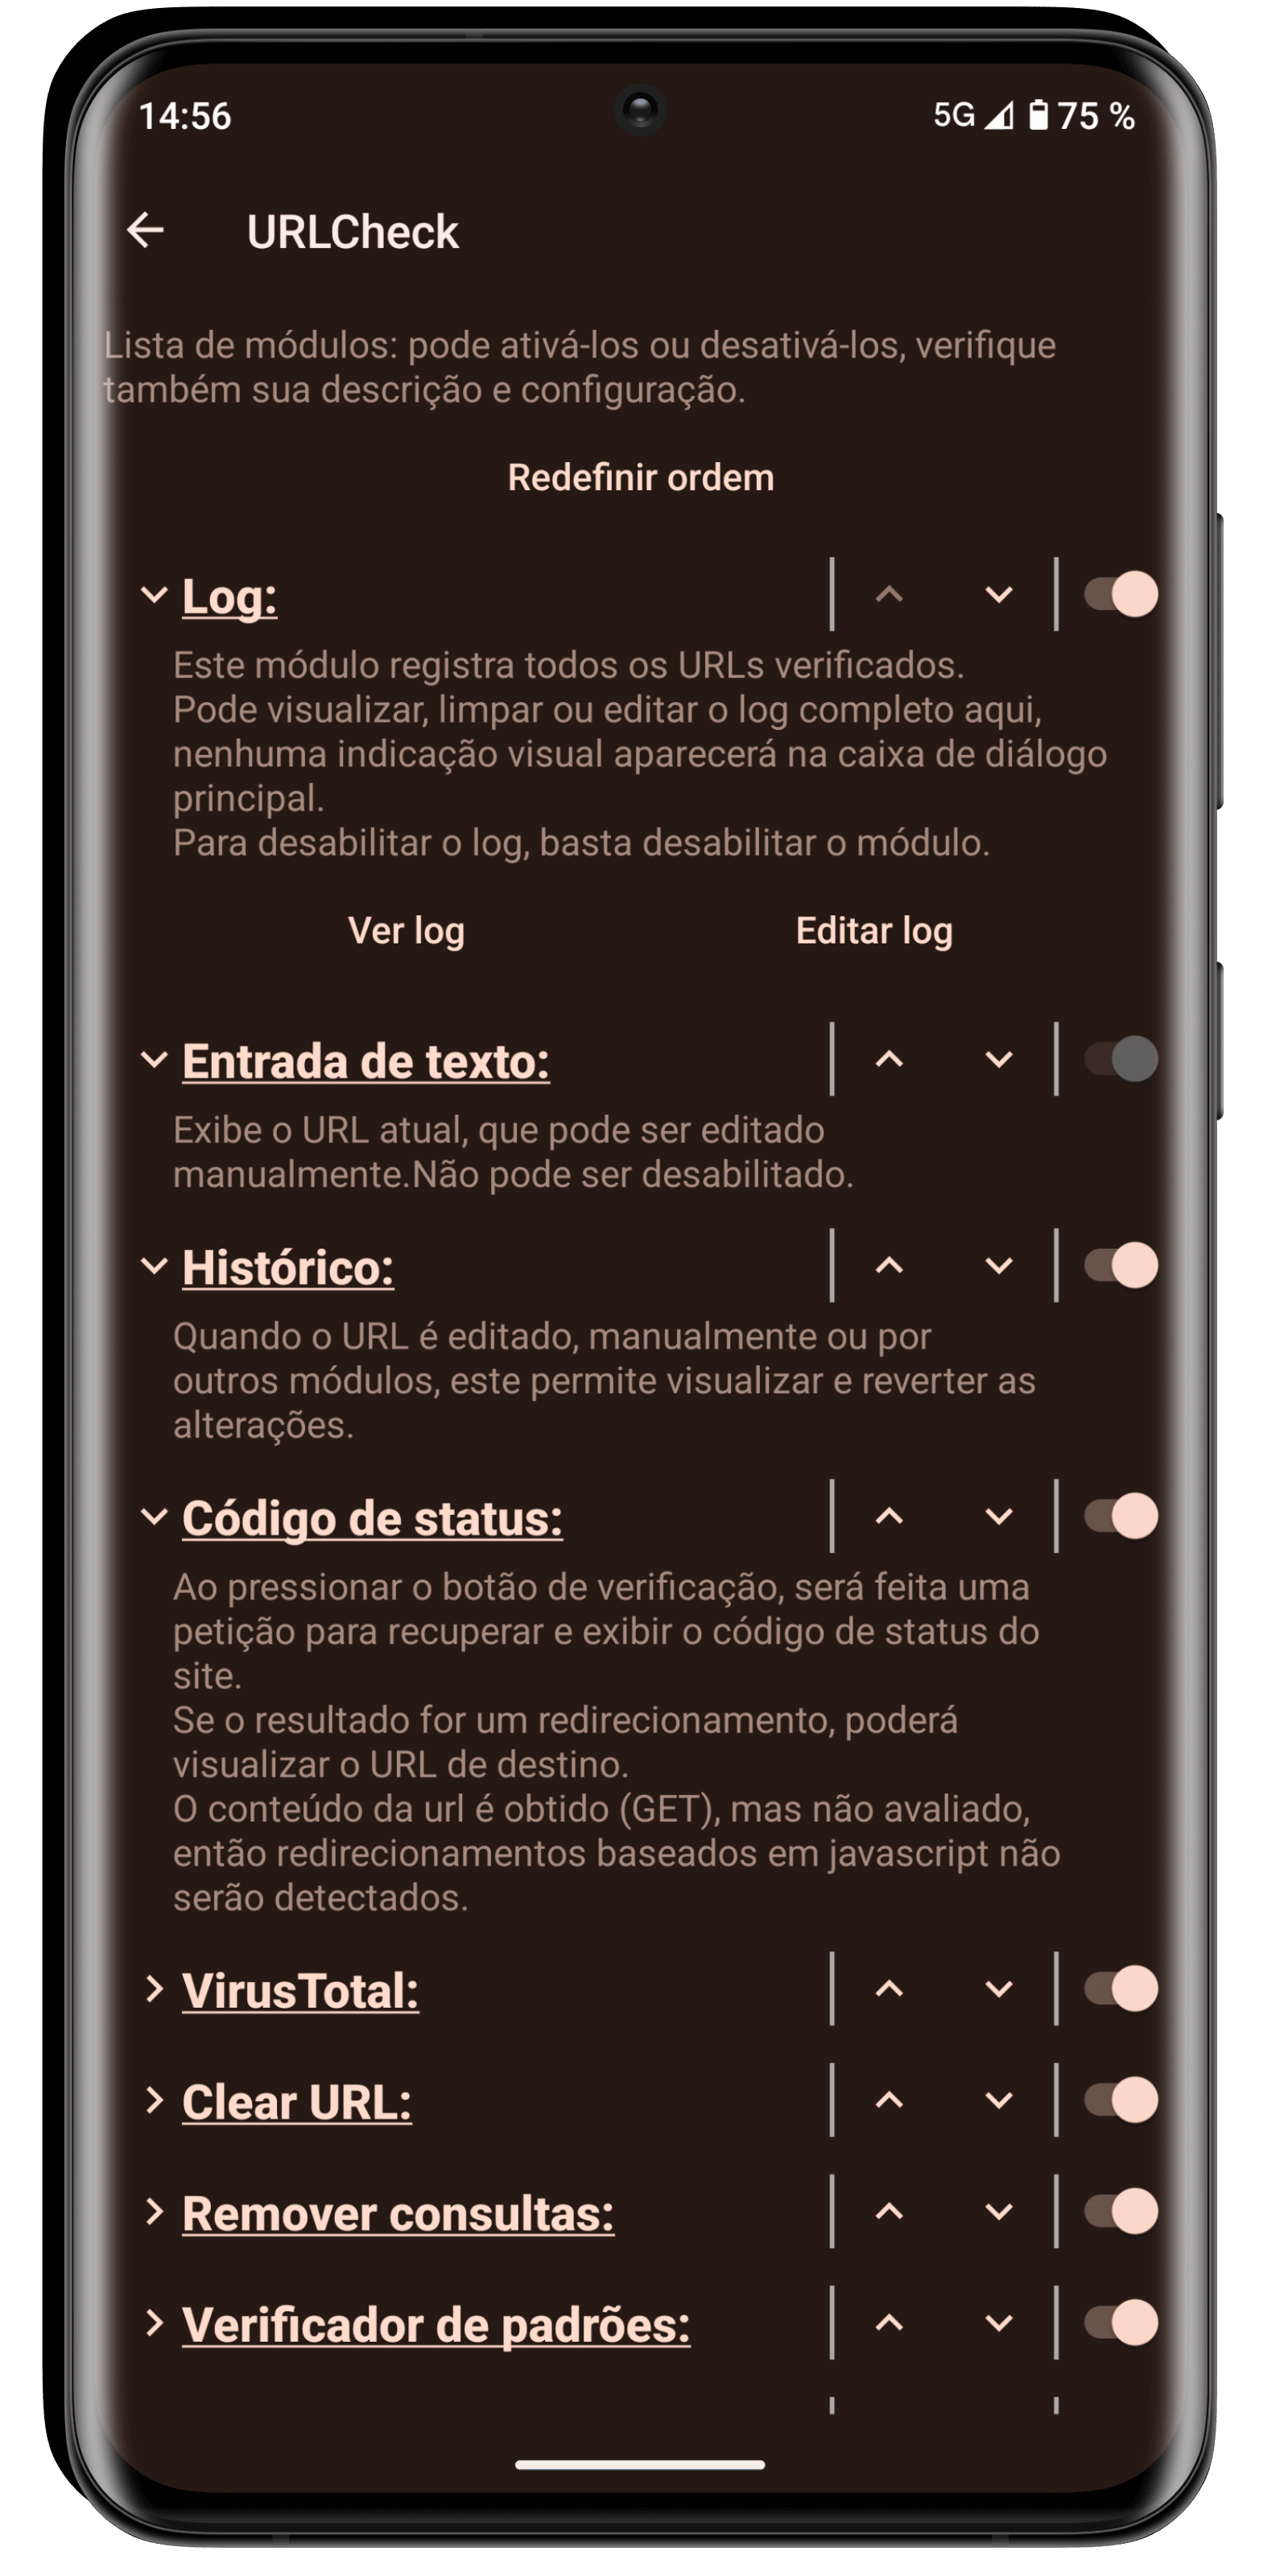 14:56 5G 75 %
URLCheck
Lista de módulos: pode ativá-los ou desativá-los, verifique
também sua descrição e configuração.
Redefinir ordem
Log:
Este módulo registra todos os URLs verificados.
Pode visualizar, limpar ou editar o log completo aqui,
nenhuma indicação visual aparecerá na caixa de diálogo
principal.
Para desabilitar o log, basta desabilitar o módulo.
Ver log Editar log
Entrada de texto:
Exibe o URL atual, que pode ser editado
manualmente.Não pode ser desabilitado.
Histórico:
Quando o URL é editado, manualmente ou por
outros módulos, este permite visualizar e reverter as
alterações.
Código de status:
Ao pressionar o botão de verificação, será feita uma
petição para recuperar e exibir o código de status do
site.
Se o resultado for um redirecionamento, poderá
visualizar o URL de destino.
O conteúdo da url é obtido (GET), mas não avaliado,
então redirecionamentos baseados em javascript não
serão detectados.
VirusTotal:
Clear URL:
Remover consultas:
Verificador de padrões: